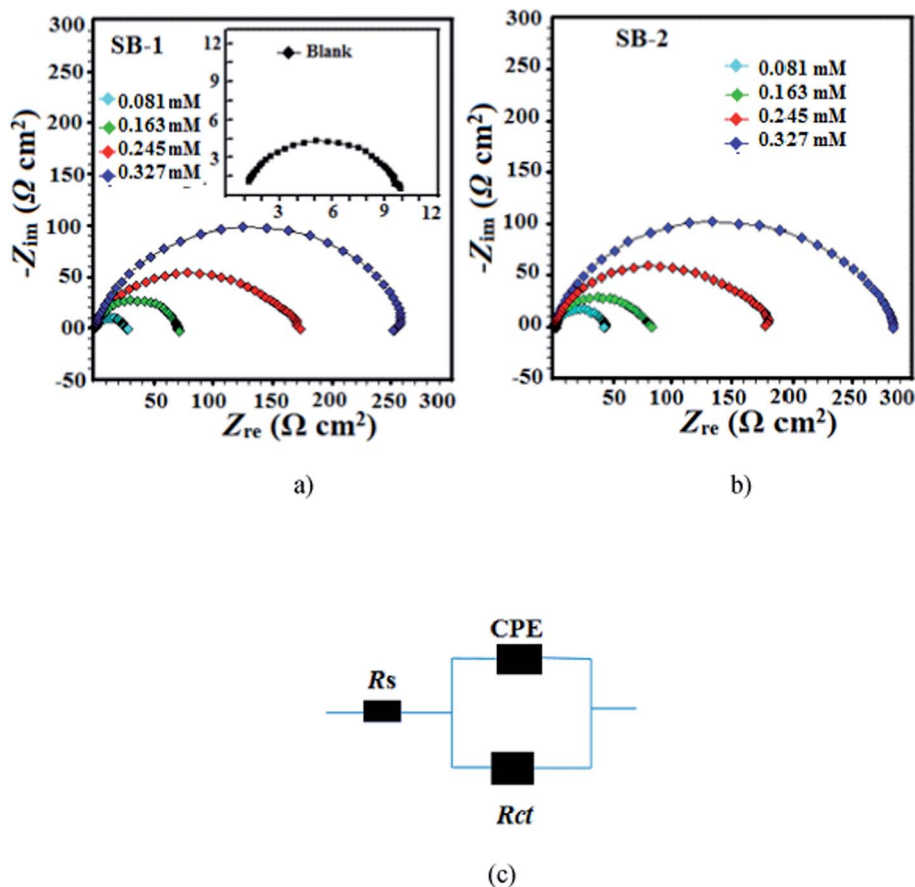 SB-1
Blank
12
9
6
3
3 6 9 12
0.081 mM
0.163 mM
0.245 mM
0.327 mM
300
250
200
150
100
50
00
-50
50 100 150 200 250 300
-Zim (Ω cm²)
Zre (Ω cm²)
a)
SB-2
0.081 mM
0.163 mM
0.245 mM
0.327 mM
300
250
200
150
100
50
00
-50
50 100 150 200 250 300
-Zim (Ω cm²)
Zre (Ω cm²)
b)
CPE
Rs
Rct
(c)